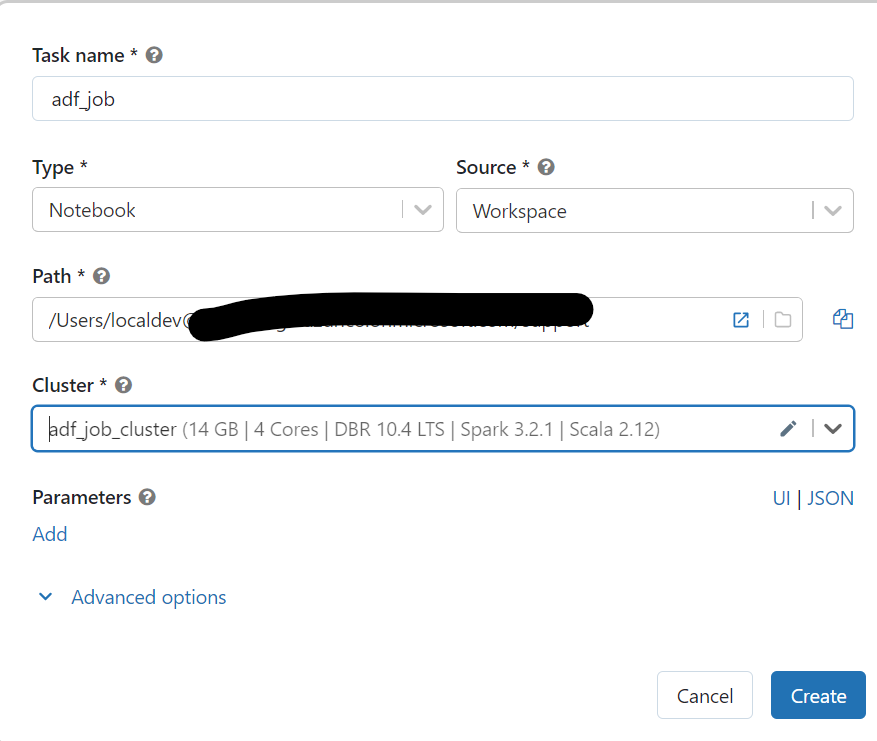 Task name *
adf_job
Type *
Source *
Notebook
Workspace
Path *
/Users/localdev@
Cluster *
adf_job_cluster (14 GB | 4 Cores | DBR 10.4 LTS | Spark 3.2.1 | Scala 2.12)
Parameters *
UI | JSON
Add
Advanced options
Cancel
Create